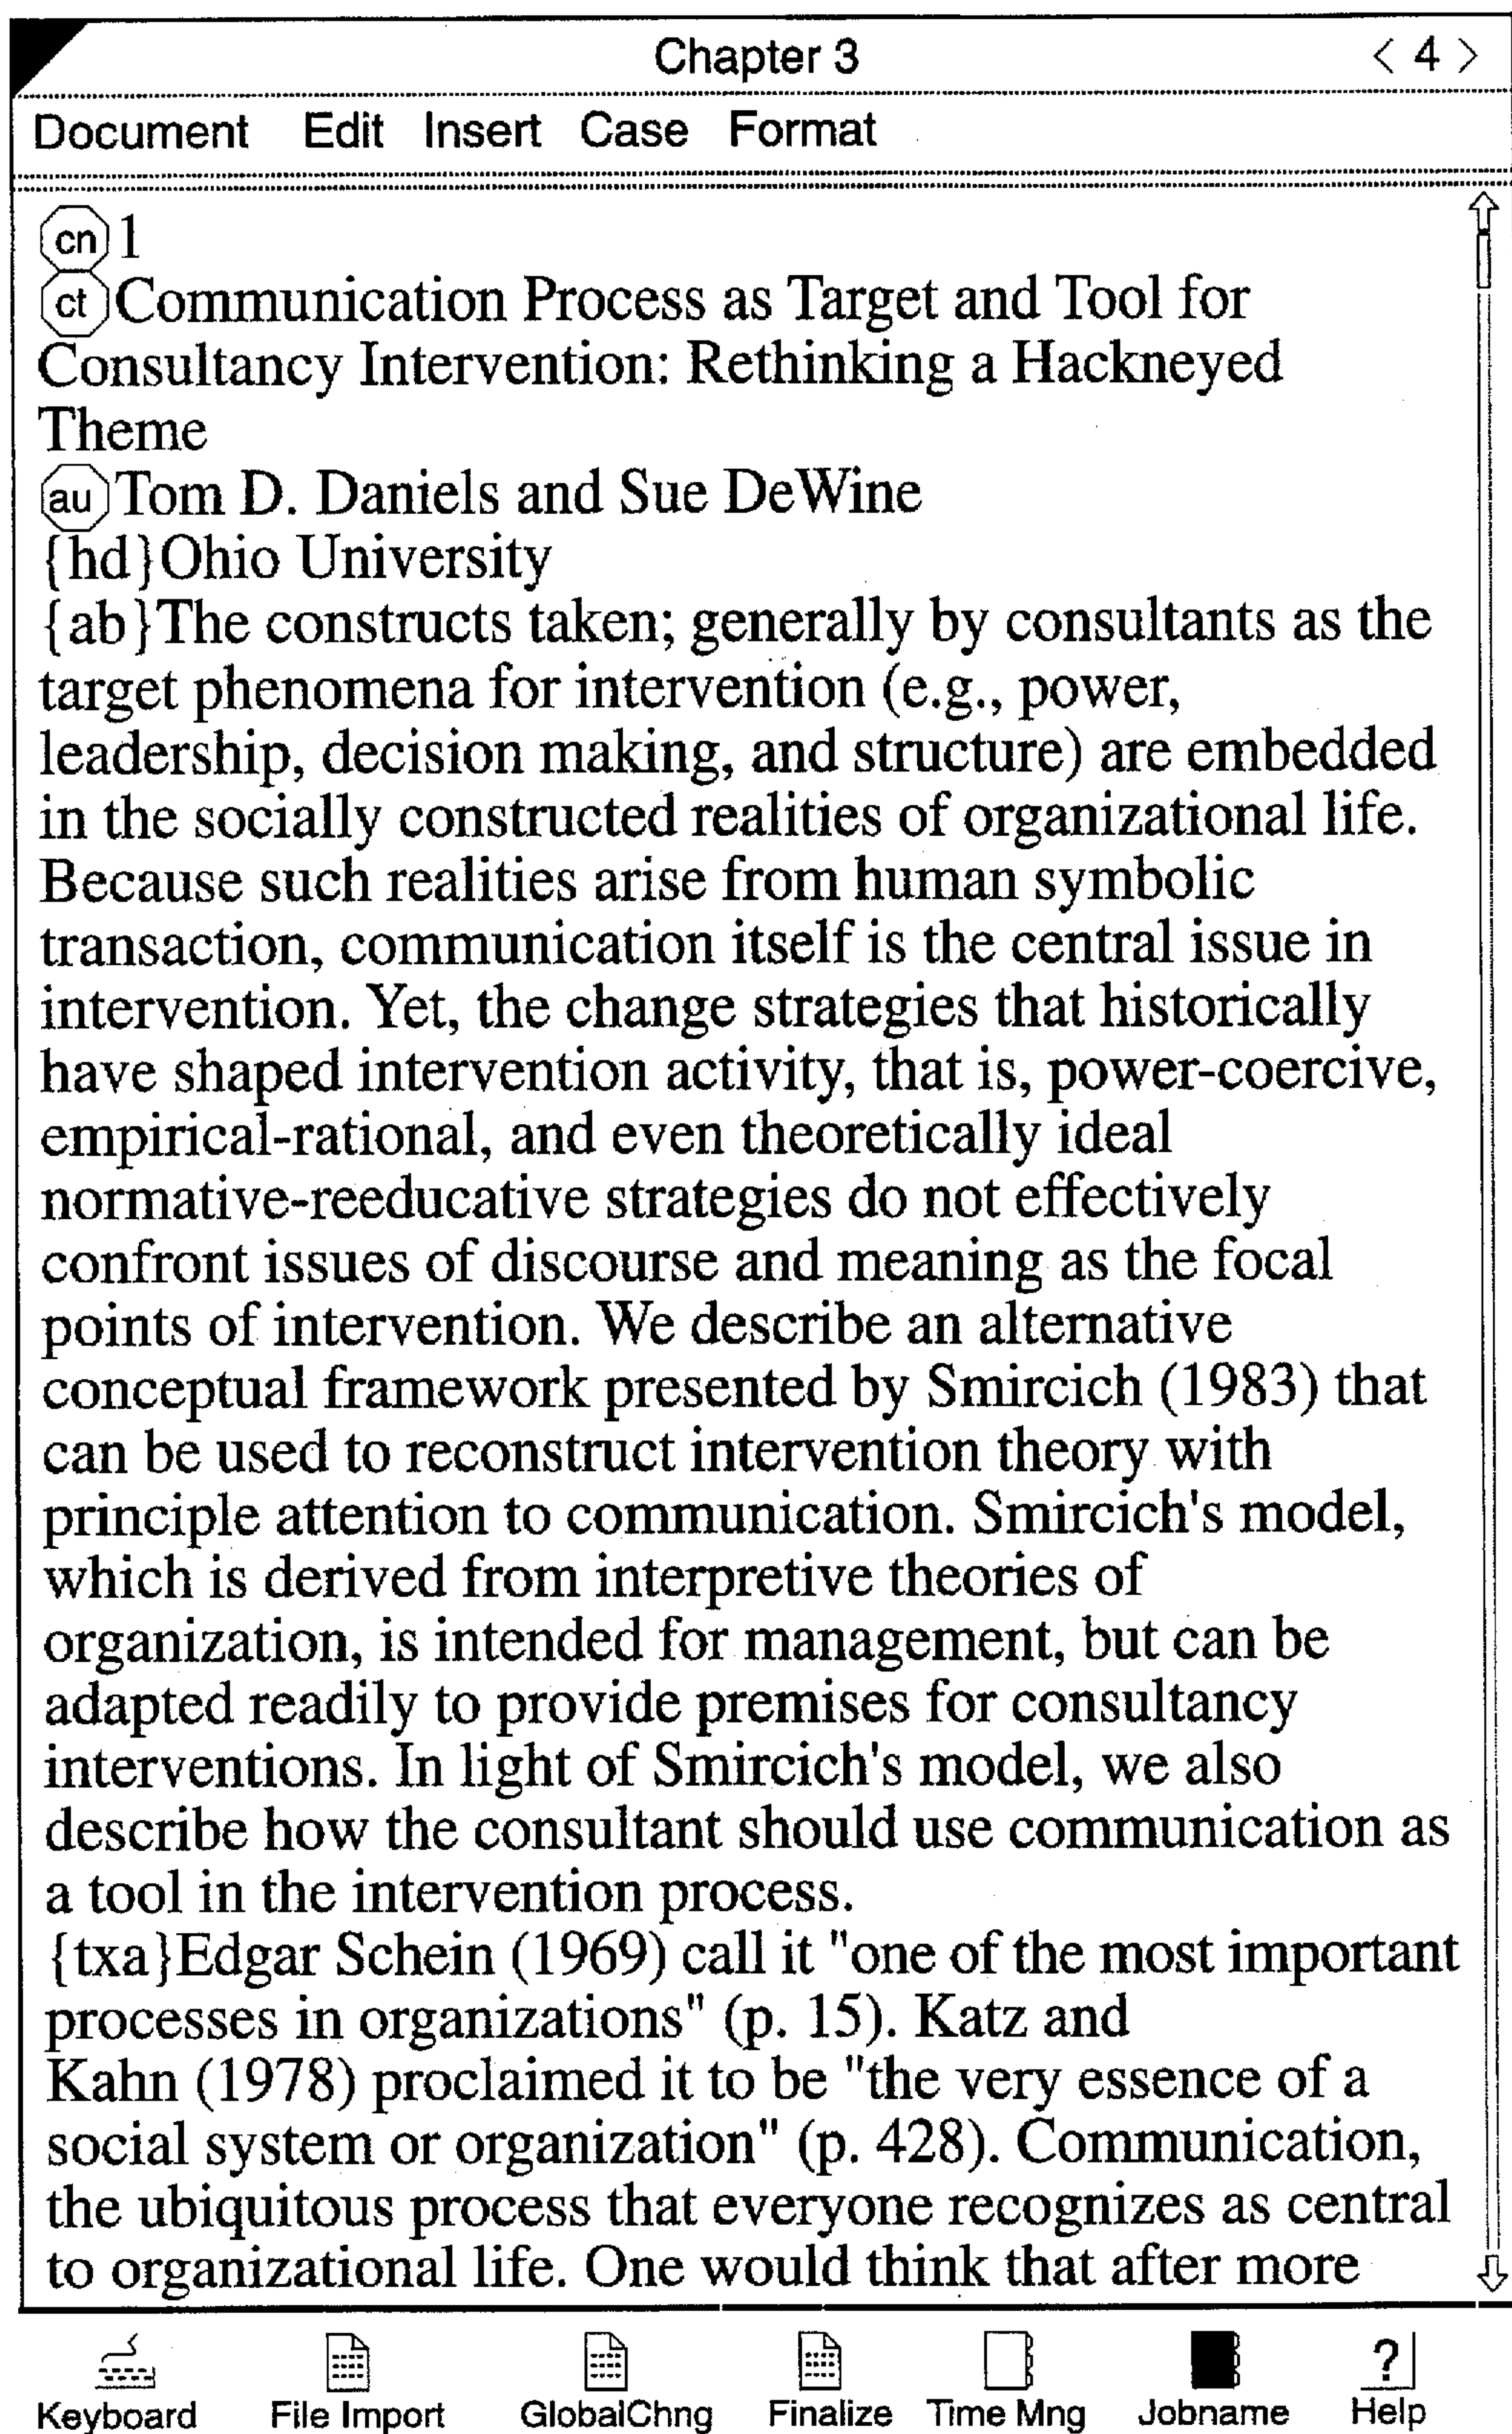 Chapter 3 < 4 >
Document Edit Insert Case Format
cn 1
ct Communication Process as Target and Tool for
Consultancy Intervention: Rethinking a Hackneyed
Theme
au Tom D. Daniels and Sue DeWine
{hd}Ohio University
{ab}The constructs taken; generally by consultants as the
target phenomena for intervention (e.g., power,
leadership, decision making, and structure) are embedded
in the socially constructed realities of organizational life.
Because such realities arise from human symbolic
transaction, communication itself is the central issue in
intervention. Yet, the change strategies that historically
have shaped intervention activity, that is, power-coercive,
empirical-rational, and even theoretically ideal
normative-reeducative strategies do not effectively
confront issues of discourse and meaning as the focal
points of intervention. We describe an alternative
conceptual framework presented by Smircich (1983) that
can be used to reconstruct intervention theory with
principle attention to communication. Smircich's model,
which is derived from interpretive theories of
organization, is intended for management, but can be
adapted readily to provide premises for consultancy
interventions. In light of Smircich's model, we also
describe how the consultant should use communication as
a tool in the intervention process.
{txa}Edgar Schein (1969) call it "one of the most important
processes in organizations" (p. 15). Katz and
Kahn (1978) proclaimed it to be "the very essence of a
social system or organization" (p. 428). Communication,
the ubiquitous process that everyone recognizes as central
to organizational life. One would think that after more
? 
Keyboard File Import GlobalChng Finalize Time Mng Jobname Help